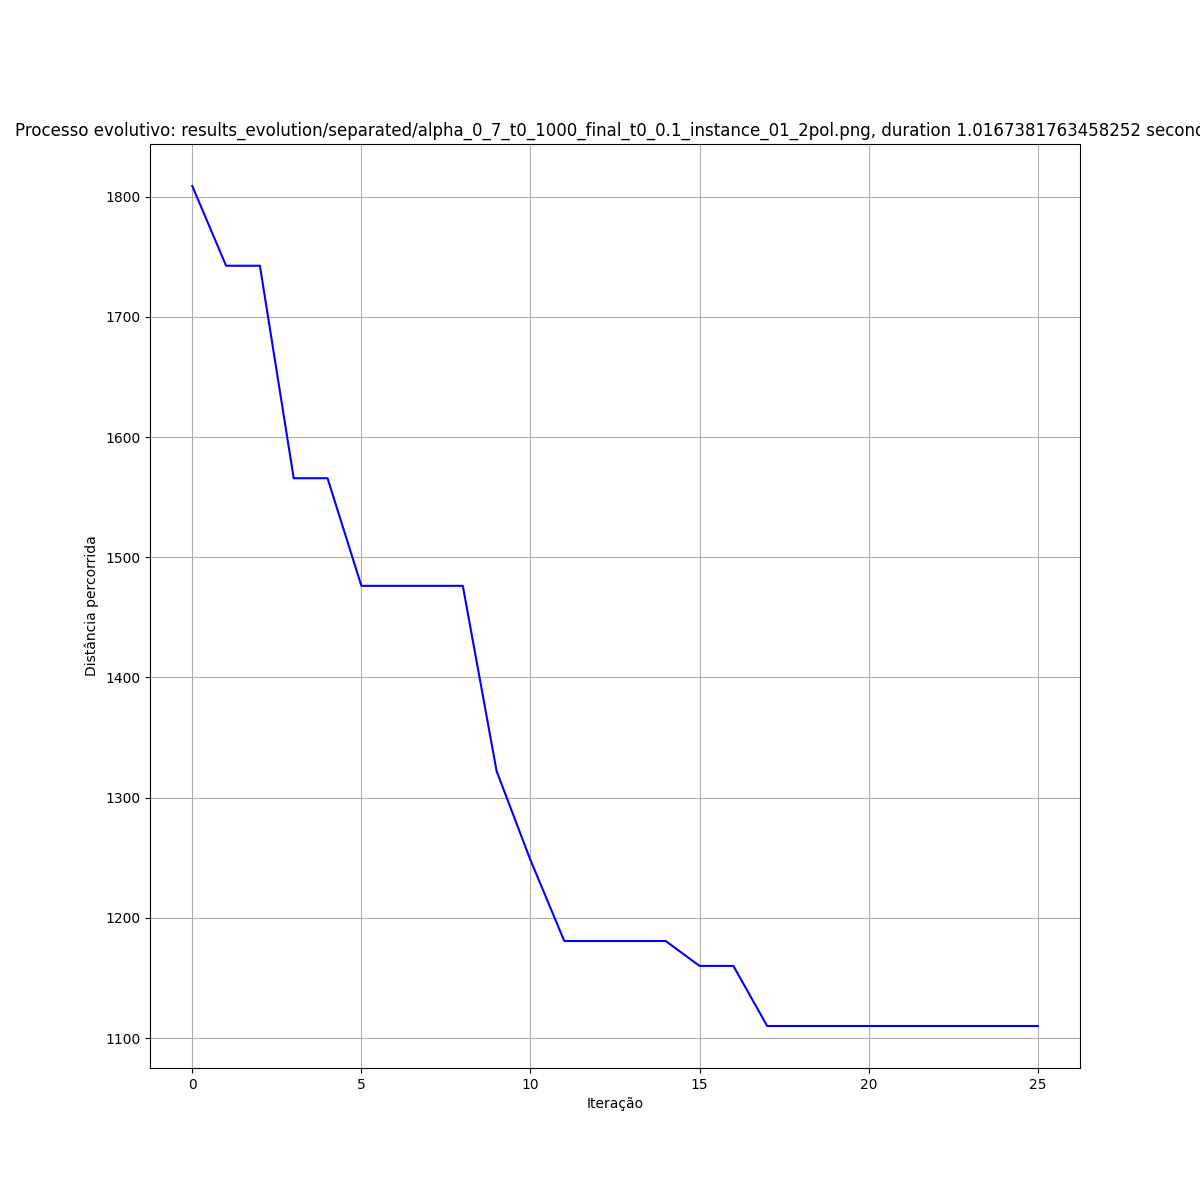 Processo evolutivo: results_evolution/separated/alpha_0_7_t0_1000_final_t0_0.1_instance_01_2pol.png, duration 1.0167381763458252 secon
1800
1700
1600
1500
1400
1300
1200
1100
Distância percorrida
0 5 10 15 20 25
Iteração